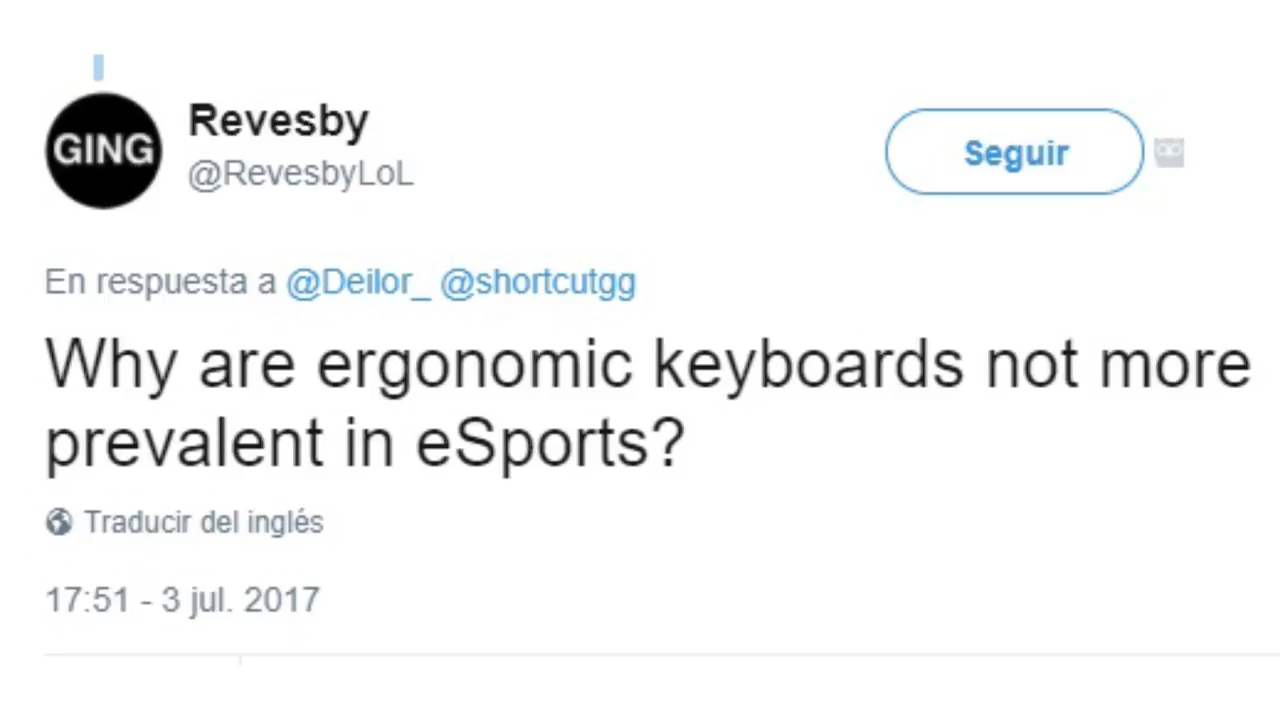 GING
Revesby
@RevesbyLoL
Seguir
En respuesta a @Deilor_ @shortcutgg
Why are ergonomic keyboards not more
prevalent in eSports?
Traducir del inglés
17:51 - 3 jul. 2017